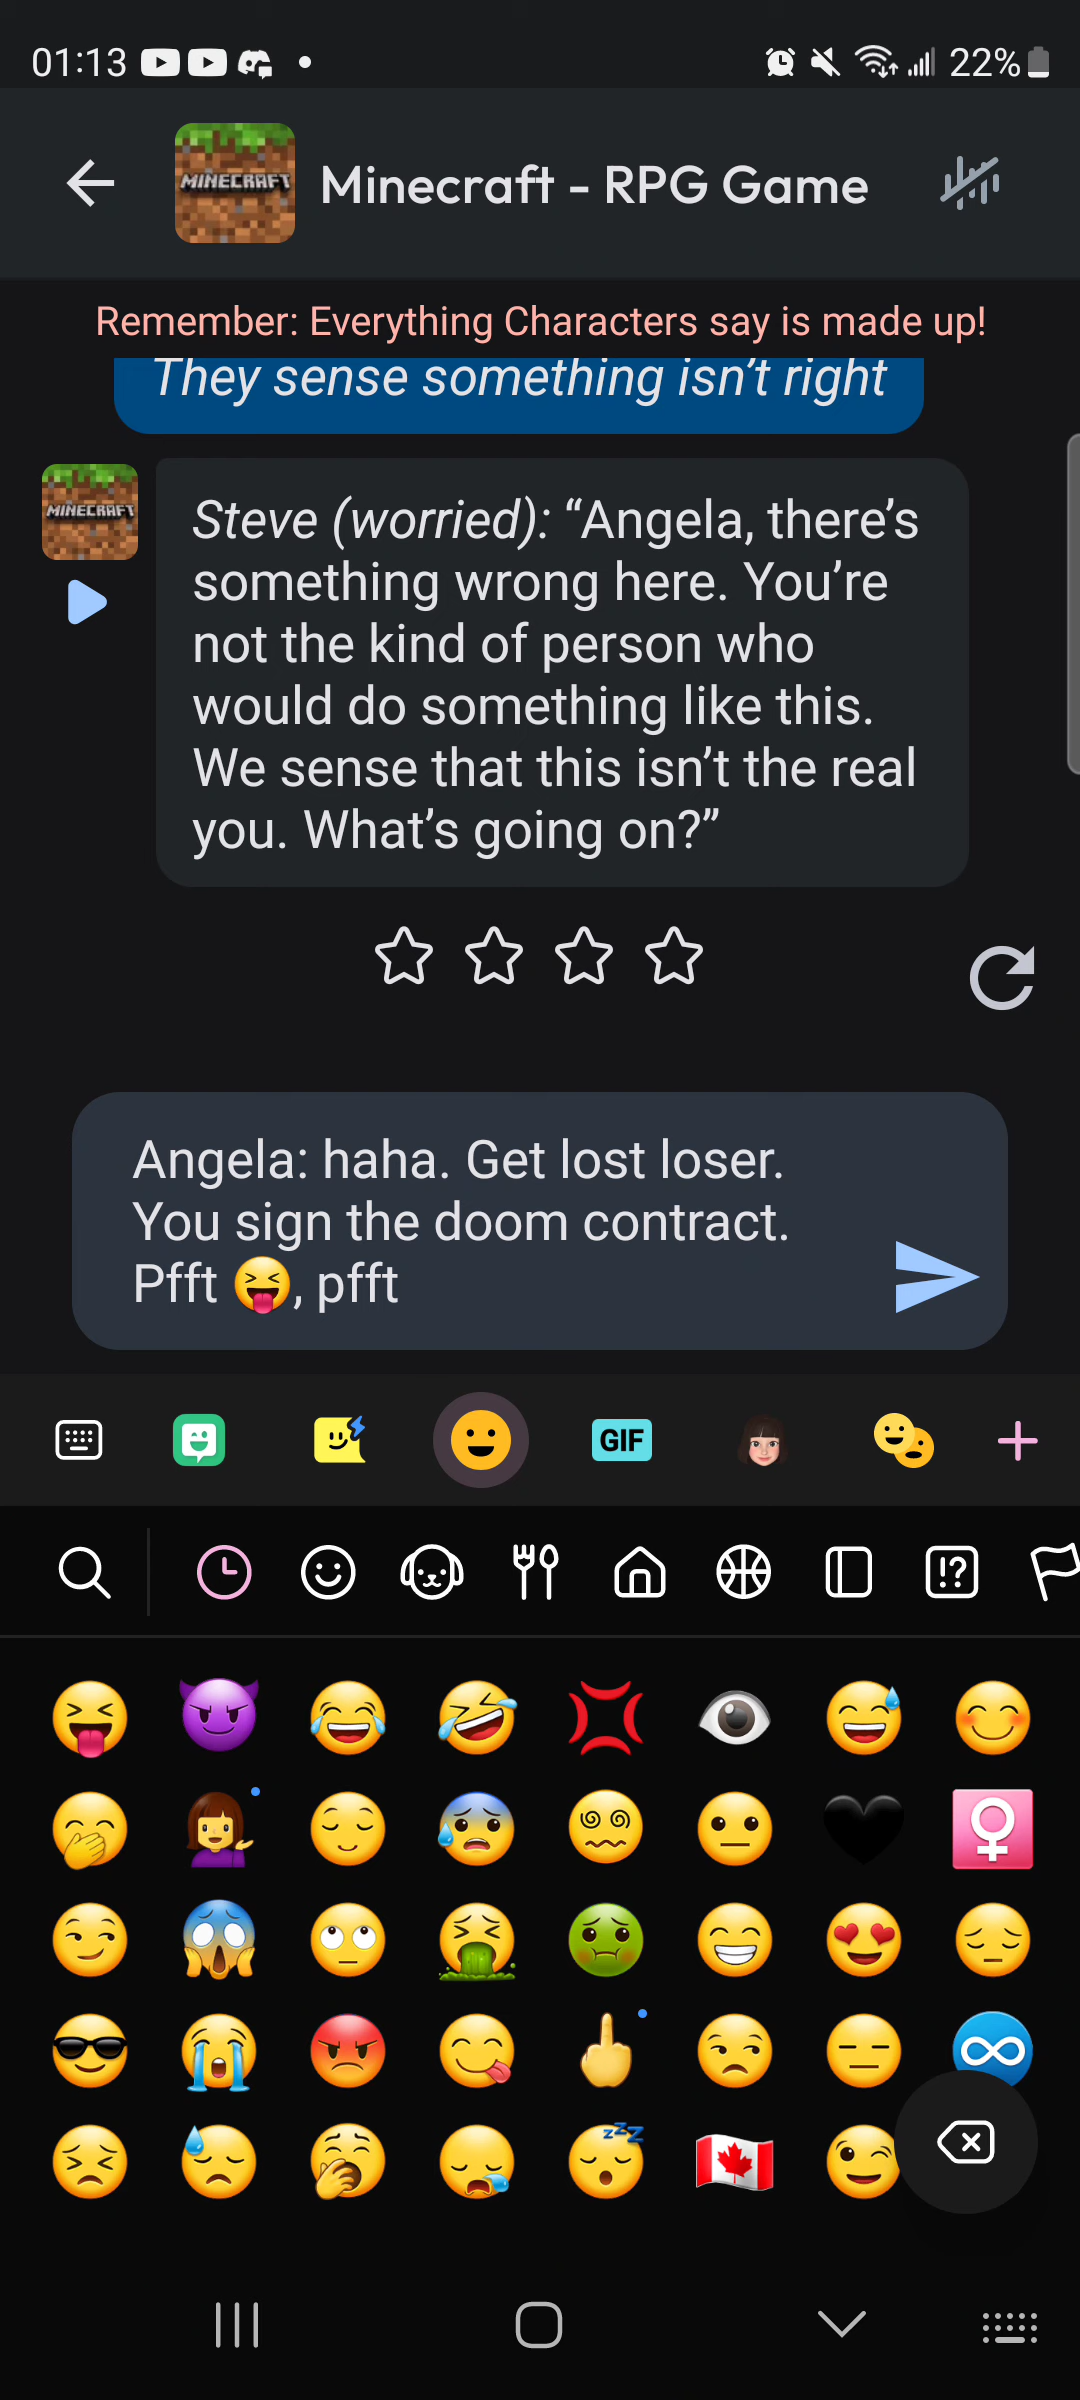 01:13
22%
MINECRAFT
Minecraft - RPG Game
Remember: Everything Characters say is made up!
They sense something isn’t right
MINECRAFT
Steve (worried): “Angela, there’s
something wrong here. You’re
not the kind of person who
would do something like this.
We sense that this isn’t the real
you. What’s going on?”
Angela: haha. Get lost loser.
You sign the doom contract.
Pfft 😝, pfft
GIF
!?
zzZ